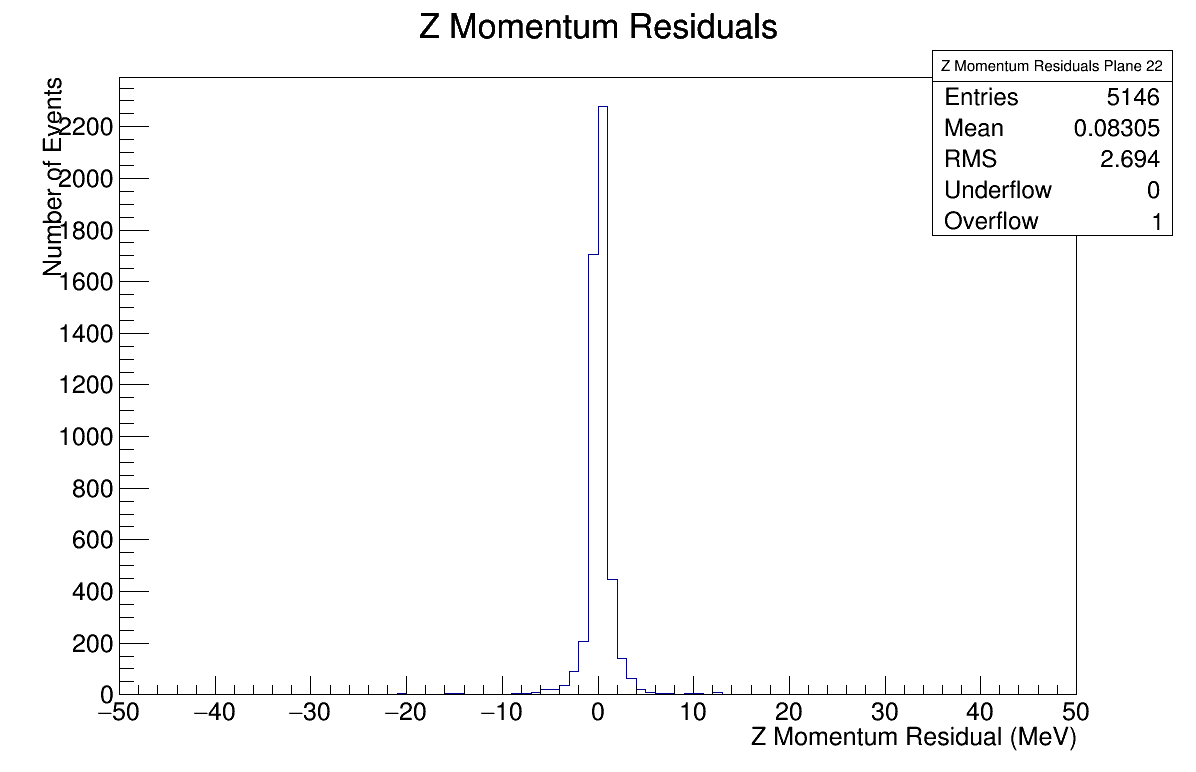 Z Momentum Residuals
Z Momentum Residuals Plane 22
Entries 5146
Mean 0.08305
RMS 2.694
Underflow 0
Overflow 1
Number of Events
2200
2000
1800
1600
1400
1200
1000
800
600
400
200
0
−50 −40 −30 −20 −10 0 10 20 30 40 50
Z Momentum Residual (MeV)